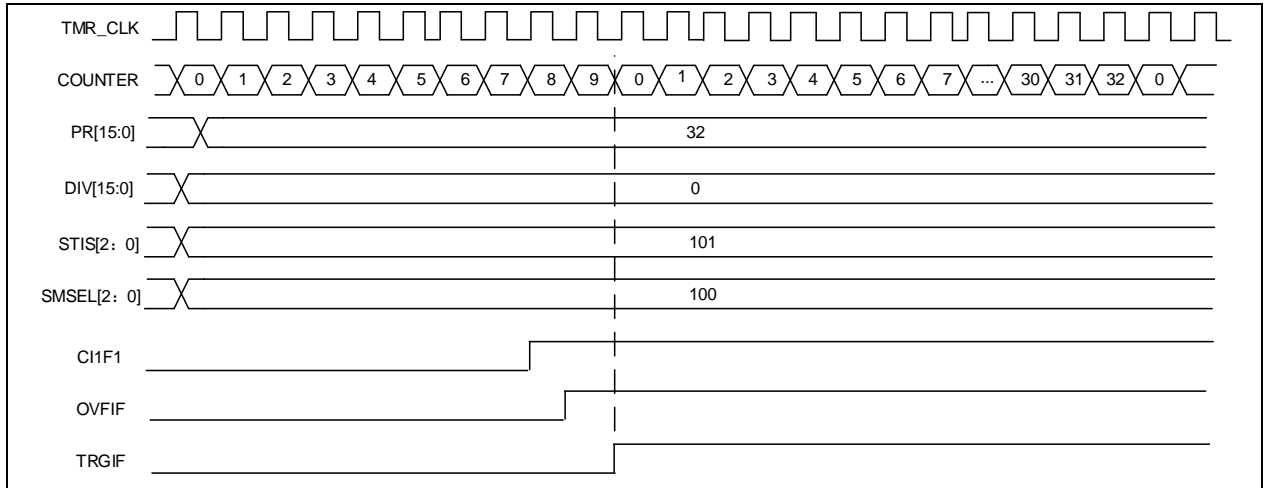 TMR_CLK
COUNTER 0 1 2 3 4 5 6 7 8 9 0 1 2 3 4 5 6 7 ... 30 31 32 0
PR[15:0] 32
DIV[15:0] 0
STIS[2：0] 101
SMSEL[2：0] 100
CI1F1
OVFIF
TRGIF